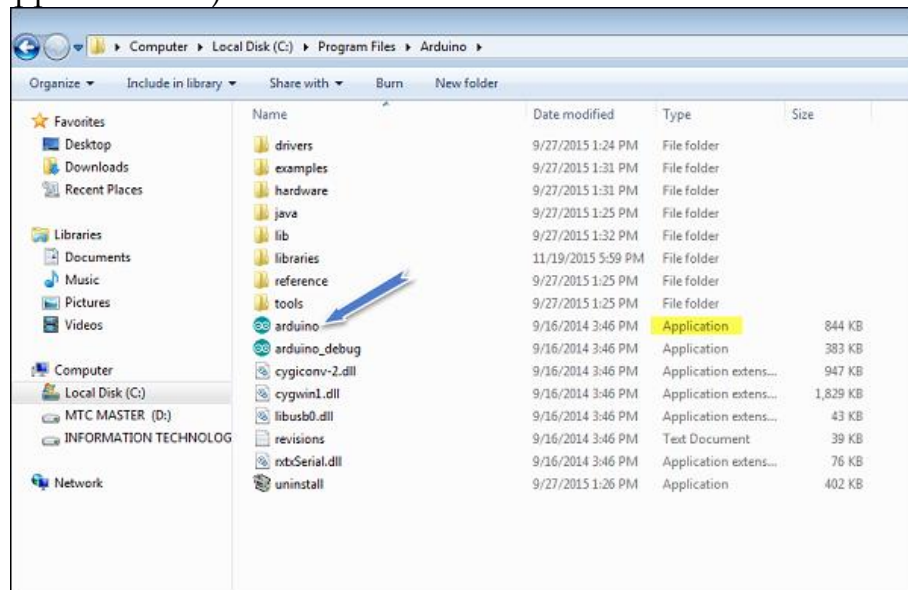 Computer ▸ Local Disk (C:) ▸ Program Files ▸ Arduino ▸
Organize ▾ Include in library ▾ Share with ▾ Burn New folder
Favorites
Desktop
Downloads
Recent Places
Libraries
Documents
Music
Pictures
Videos
Computer
Local Disk (C:)
MTC MASTER (D:)
INFORMATION TECHNOLOG
Network
Name Date modified Type Size
drivers 9/27/2015 1:24 PM File folder
examples 9/27/2015 1:31 PM File folder
hardware 9/27/2015 1:31 PM File folder
java 9/27/2015 1:25 PM File folder
lib 9/27/2015 1:32 PM File folder
libraries 11/19/2015 5:59 PM File folder
reference 9/27/2015 1:25 PM File folder
tools 9/27/2015 1:25 PM File folder
arduino 9/16/2014 3:46 PM Application 844 KB
arduino_debug 9/16/2014 3:46 PM Application 383 KB
cygiconv-2.dll 9/16/2014 3:46 PM Application extens... 947 KB
cygwin1.dll 9/16/2014 3:46 PM Application extens... 1,829 KB
libusb0.dll 9/16/2014 3:46 PM Application extens... 43 KB
revisions 9/16/2014 3:46 PM Text Document 39 KB
rxtxSerial.dll 9/16/2014 3:46 PM Application extens... 76 KB
uninstall 9/27/2015 1:26 PM Application 402 KB